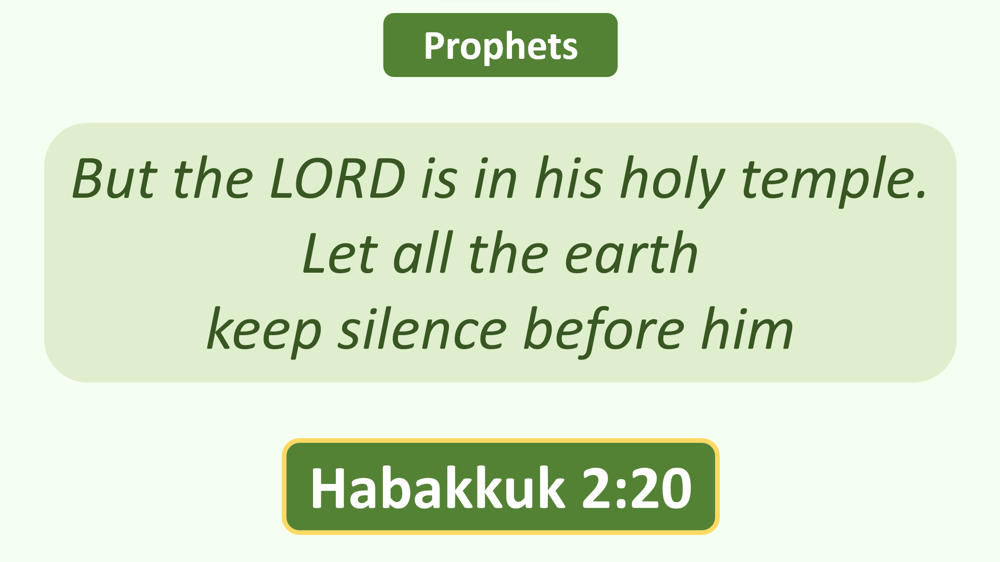 Prophets
But the LORD is in his holy temple.
Let all the earth
keep silence before him
Habakkuk 2:20